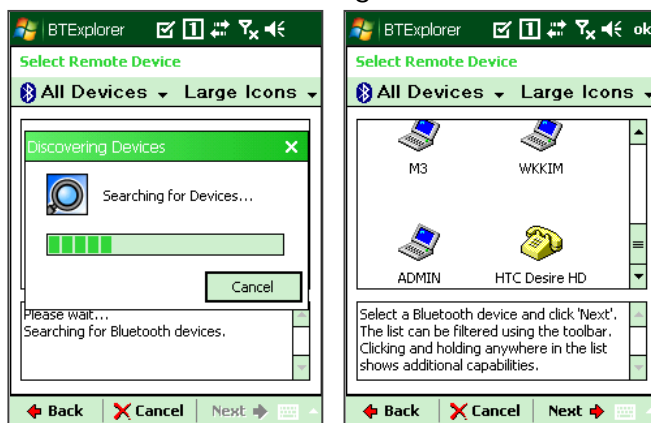 BTExplorer
Select Remote Device
All Devices Large Icons
Discovering Devices
Searching for Devices...
Cancel
Please wait...
Searching for Bluetooth devices.
Back Cancel Next
BTExplorer 1 ok
Select Remote Device
All Devices Large Icons
M3 WKKIM
ADMIN HTC Desire HD
Select a Bluetooth device and click 'Next'.
The list can be filtered using the toolbar.
Clicking and holding anywhere in the list
shows additional capabilities.
Back Cancel Next